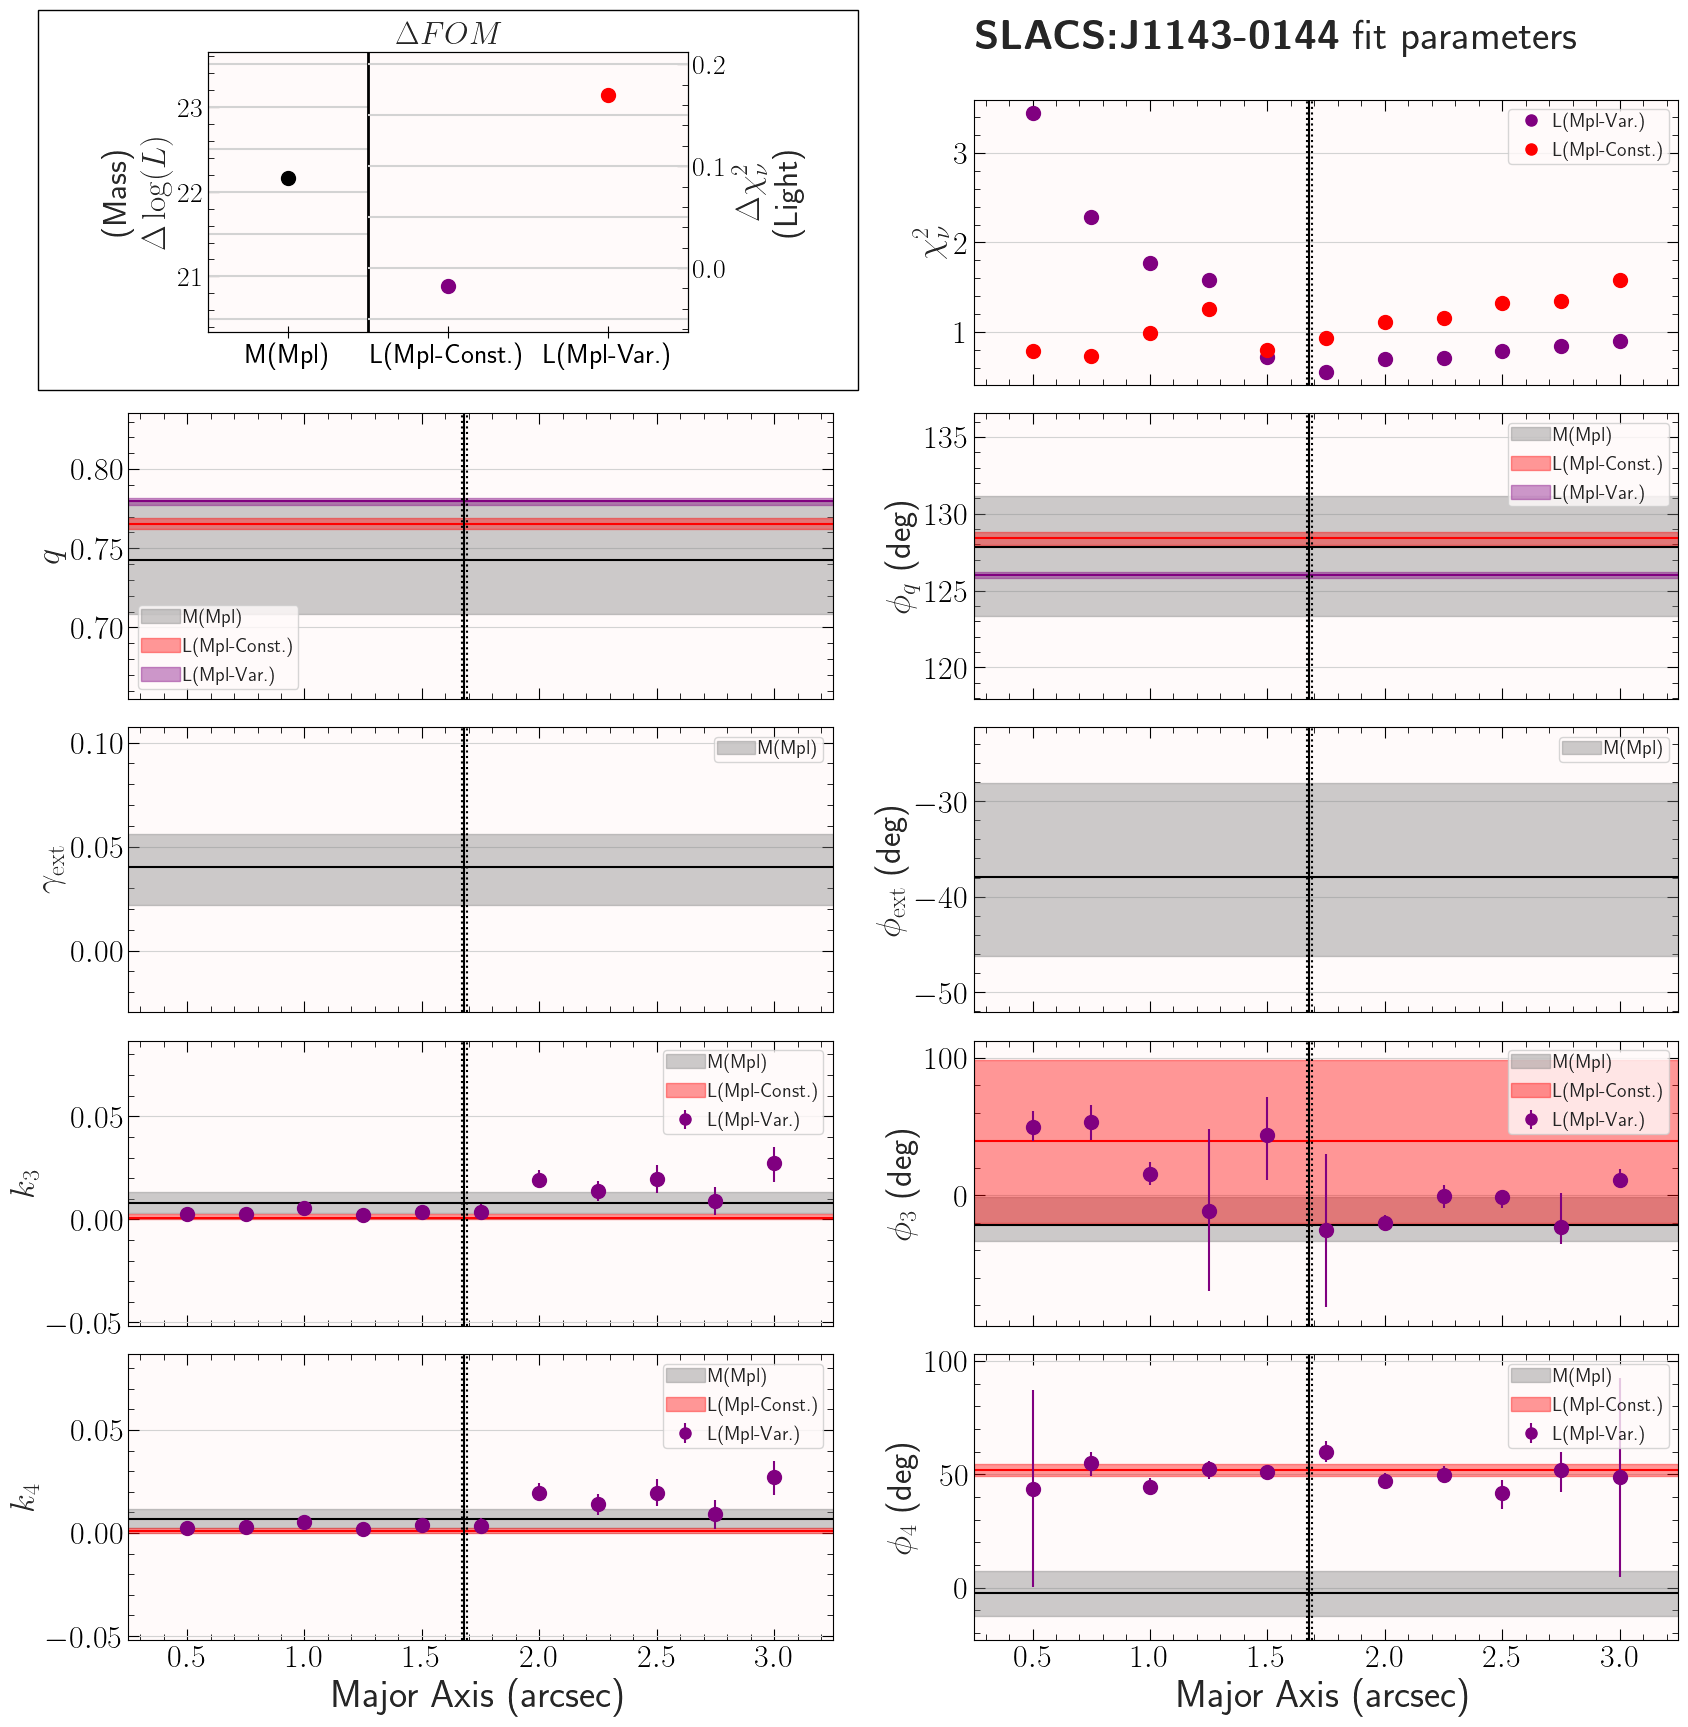 ΔFOM
SLACS:J1143-0144 fit parameters
(Mass)
Δ log(L)
23
22
21
0.2
0.1
0.0
Δχ²ᵥ
(Light)
M(Mpl)
L(Mpl-Const.)
L(Mpl-Var.)
χ²ᵥ
3
2
1
L(Mpl-Var.)
L(Mpl-Const.)
q
0.80
0.75
0.70
M(Mpl)
L(Mpl-Const.)
L(Mpl-Var.)
ϕ_q (deg)
135
130
125
120
M(Mpl)
L(Mpl-Const.)
L(Mpl-Var.)
γ_ext
0.10
0.05
0.00
M(Mpl)
ϕ_ext (deg)
−30
−40
−50
M(Mpl)
k₃
0.05
0.00
−0.05
M(Mpl)
L(Mpl-Const.)
L(Mpl-Var.)
ϕ₃ (deg)
100
0
M(Mpl)
L(Mpl-Const.)
L(Mpl-Var.)
k₄
0.05
0.00
−0.05
M(Mpl)
L(Mpl-Const.)
L(Mpl-Var.)
0.5 1.0 1.5 2.0 2.5 3.0
Major Axis (arcsec)
ϕ₄ (deg)
100
50
0
M(Mpl)
L(Mpl-Const.)
L(Mpl-Var.)
0.5 1.0 1.5 2.0 2.5 3.0
Major Axis (arcsec)